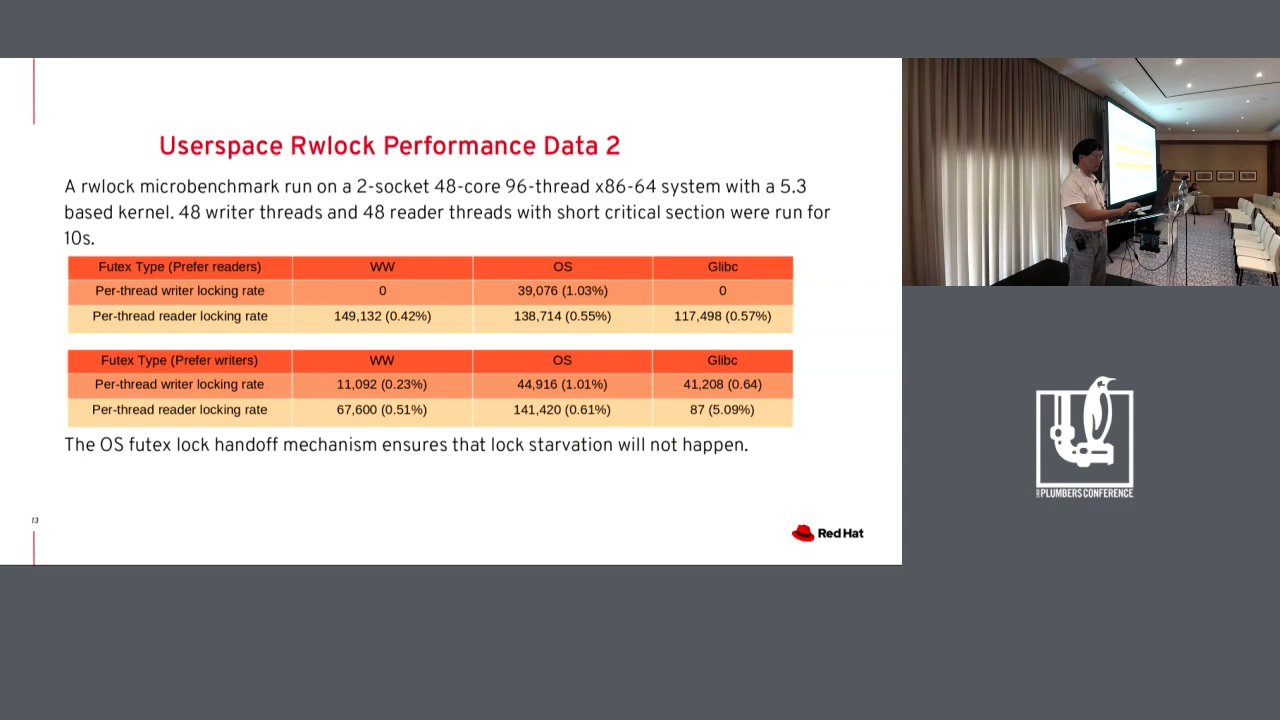 Userspace Rwlock Performance Data 2
A rwlock microbenchmark run on a 2-socket 48-core 96-thread x86-64 system with a 5.3
based kernel. 48 writer threads and 48 reader threads with short critical section were run for
10s.
Futex Type (Prefer readers) WW OS Glibc
Per-thread writer locking rate 0 39,076 (1.03%) 0
Per-thread reader locking rate 149,132 (0.42%) 138,714 (0.55%) 117,498 (0.57%)
Futex Type (Prefer writers) WW OS Glibc
Per-thread writer locking rate 11,092 (0.23%) 44,916 (1.01%) 41,208 (0.64)
Per-thread reader locking rate 67,600 (0.51%) 141,420 (0.61%) 87 (5.09%)
The OS futex lock handoff mechanism ensures that lock starvation will not happen.
13
Red Hat
PLUMBERS CONFERENCE